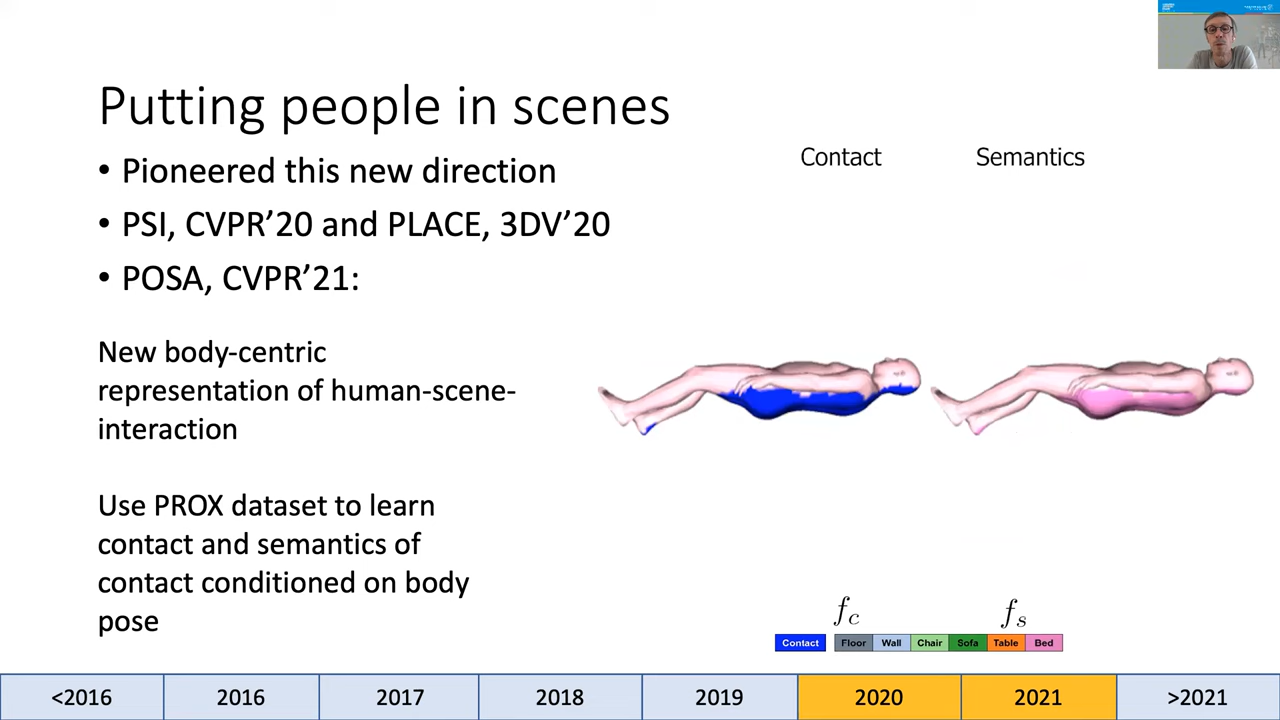 Putting people in scenes
• Pioneered this new direction
• PSI, CVPR’20 and PLACE, 3DV’20
• POSA, CVPR’21:
New body-centric
representation of human-scene-
interaction
Use PROX dataset to learn
contact and semantics of
contact conditioned on body
pose
Contact Semantics
f_c f_s
Contact Floor Wall Chair Sofa Table Bed
<2016 2016 2017 2018 2019 2020 2021 >2021